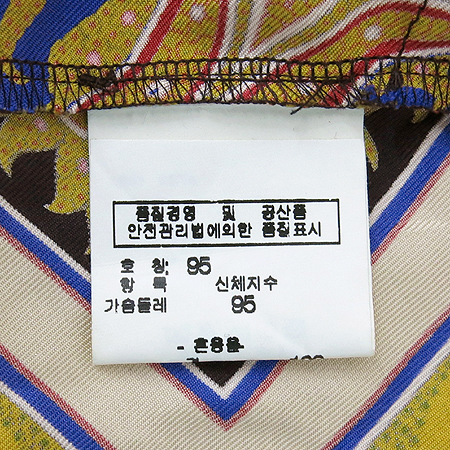 품질경영 및 공산품
안전관리법에의한 품질표시
호 칭: 95
항 목 신체지수
가슴둘레 95
- 혼용율